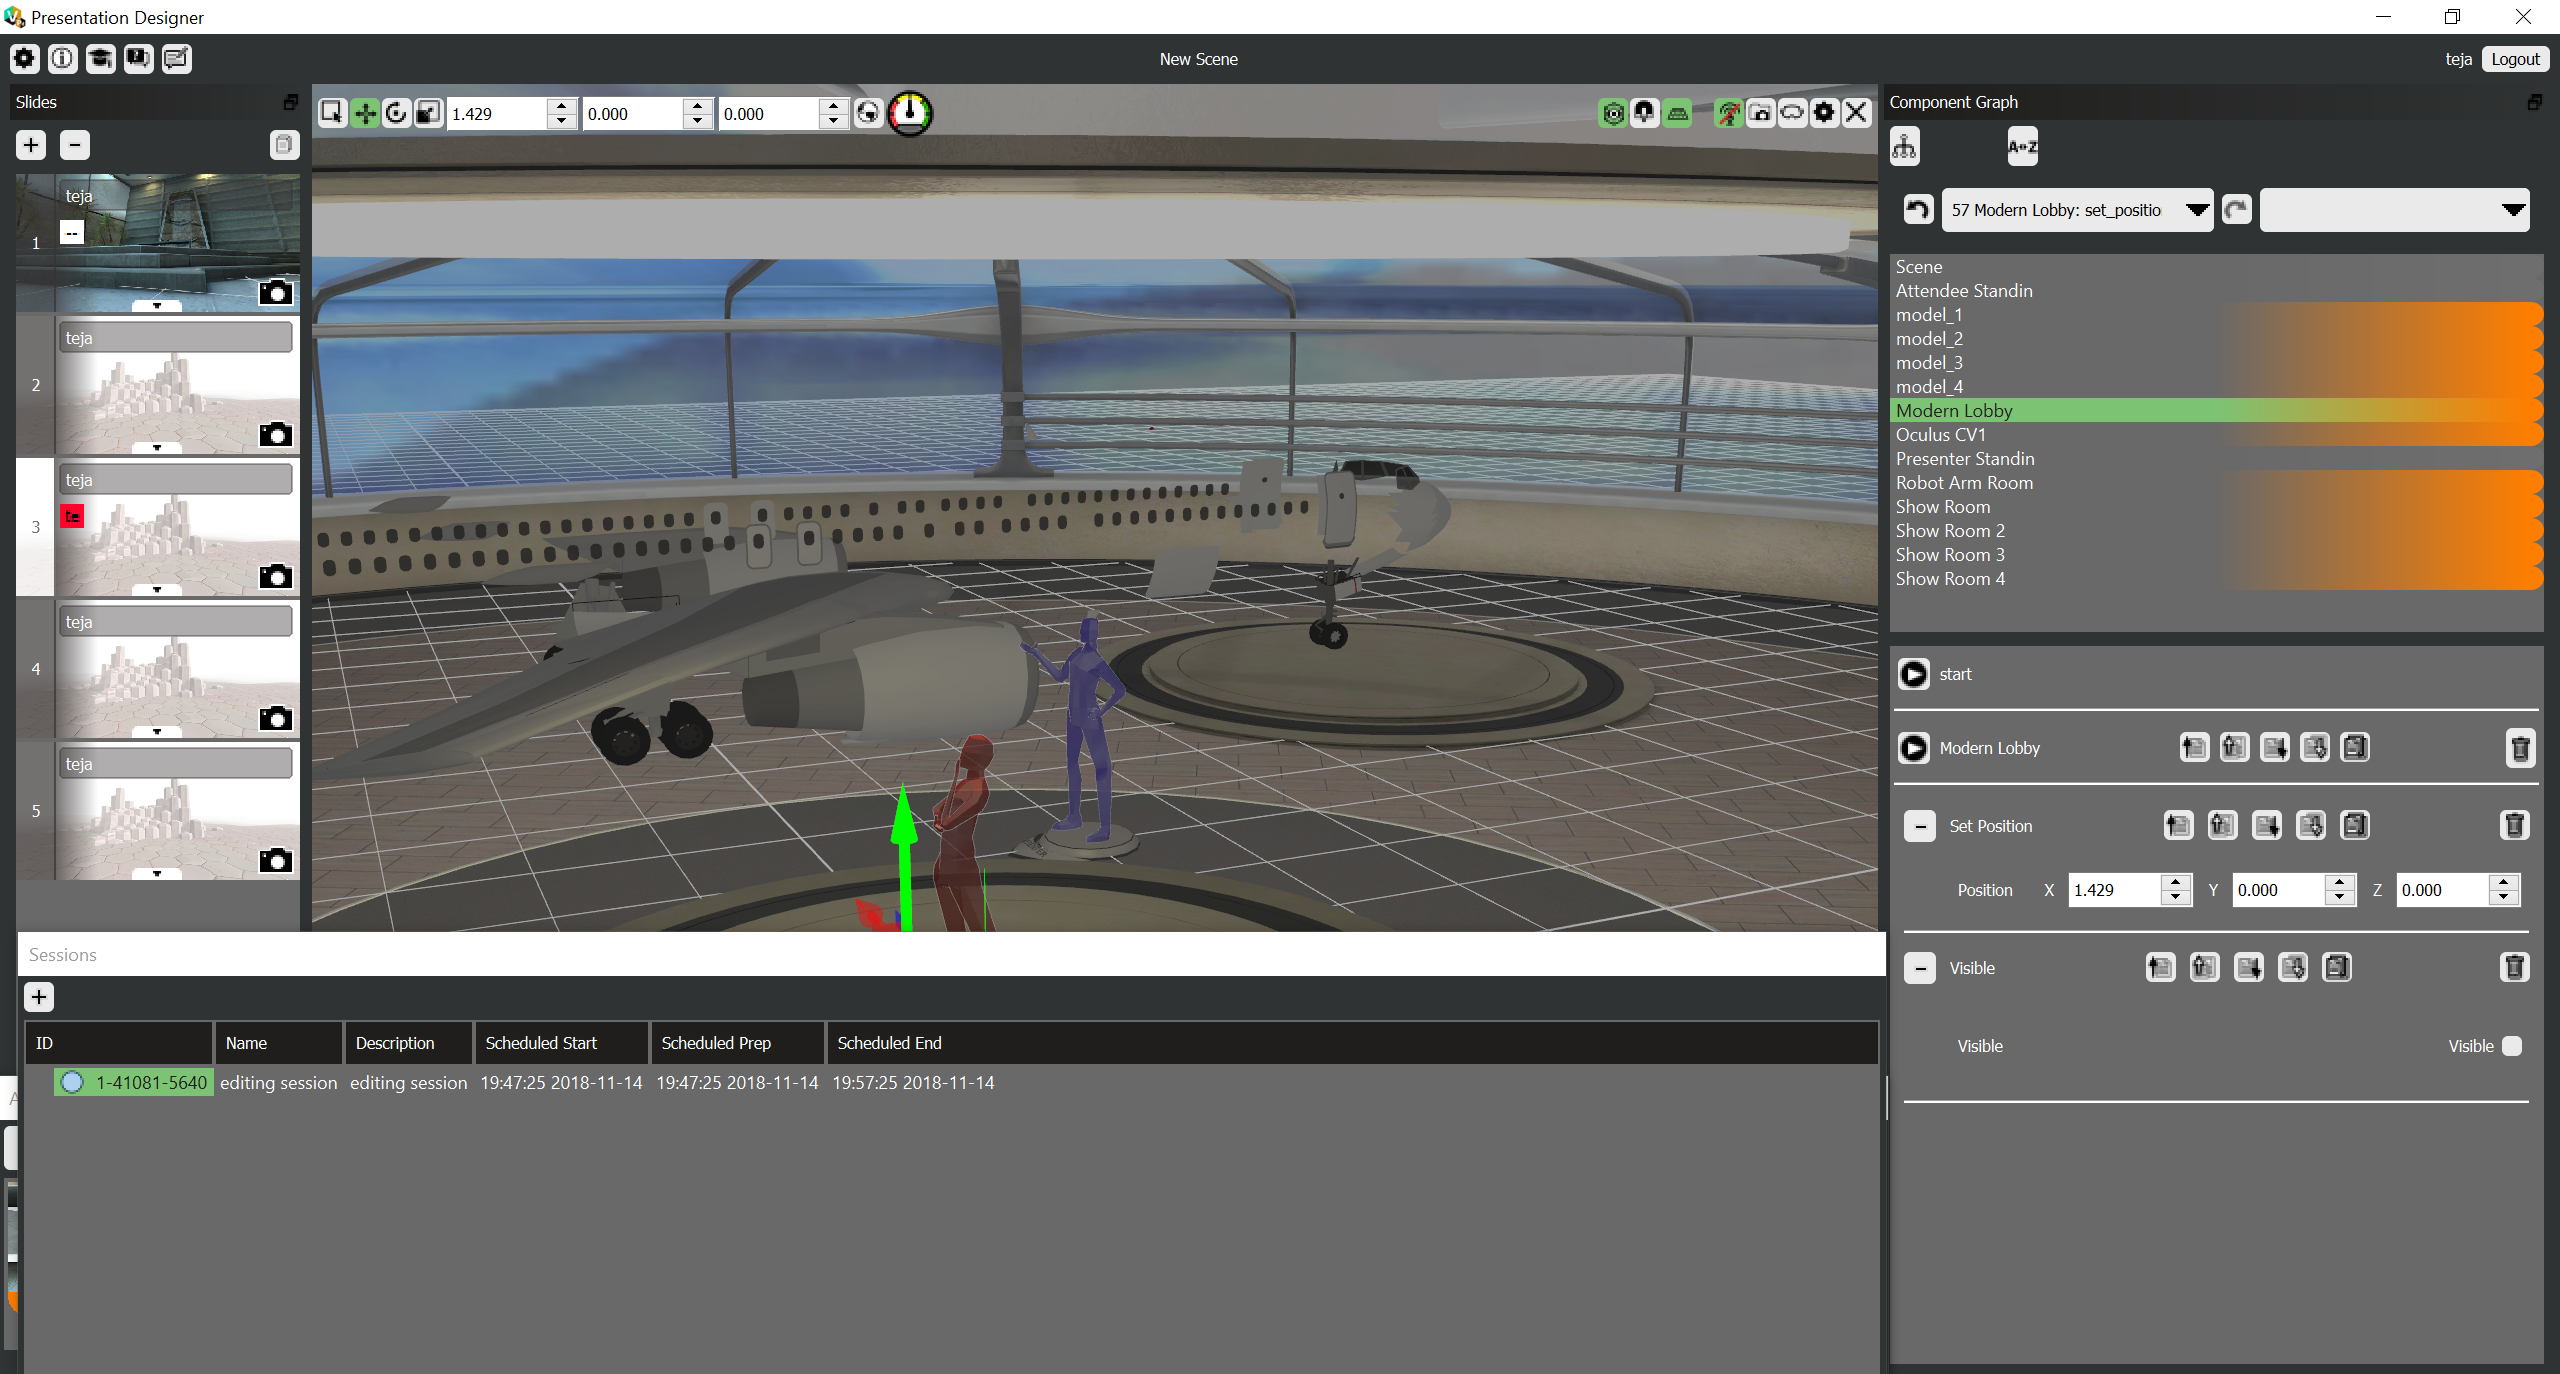 Presentation Designer
New Scene
teja Logout
Slides
1.429 0.000 0.000
Component Graph
A↔Z
1 teja
--
2 teja
3 teja
te
4 teja
5 teja
57 Modern Lobby: set_positio
Scene
Attendee Standin
model_1
model_2
model_3
model_4
Modern Lobby
Oculus CV1
Presenter Standin
Robot Arm Room
Show Room
Show Room 2
Show Room 3
Show Room 4
start
Modern Lobby
Set Position
Position X 1.429 Y 0.000 Z 0.000
Visible
Visible Visible
Sessions
ID Name Description Scheduled Start Scheduled Prep Scheduled End
1-41081-5640 editing session editing session 19:47:25 2018-11-14 19:47:25 2018-11-14 19:57:25 2018-11-14